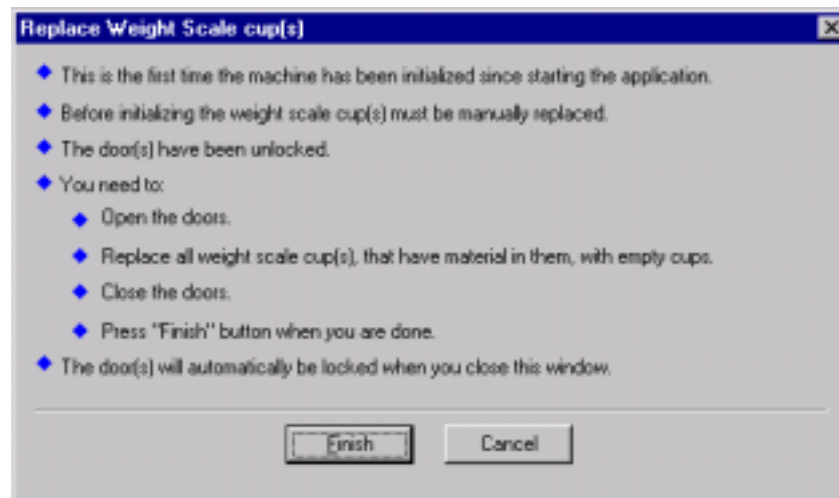 Replace Weight Scale cup(s)
This is the first time the machine has been initialized since starting the application.
Before initializing the weight scale cup(s) must be manually replaced.
The door(s) have been unlocked.
You need to:
Open the doors.
Replace all weight scale cup(s), that have material in them, with empty cups.
Close the doors.
Press "Finish" button when you are done.
The door(s) will automatically be locked when you close this window.
Finish Cancel